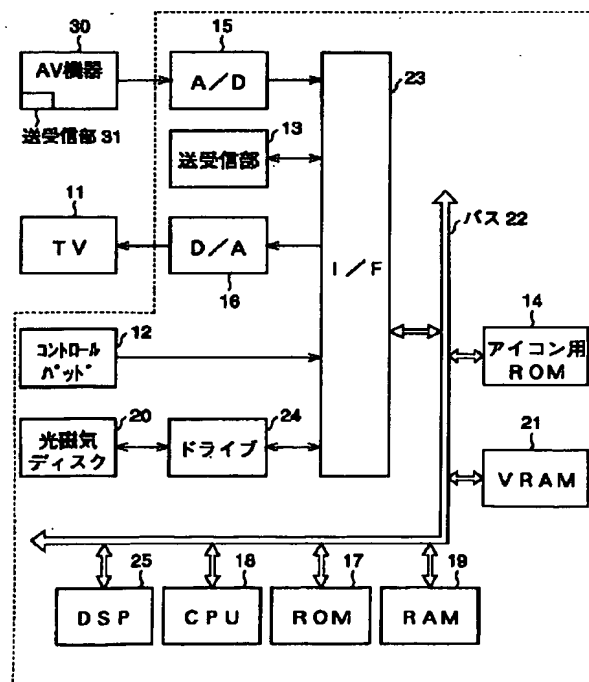 30
AV機器
送受信部 31
15
A/D
23
13
送受信部
11
TV
D/A
16
I/F
バス 22
12
コントロール
パッド
14
アイコン用
ROM
20
光磁気
ディスク
24
ドライブ
21
VRAM
25
DSP
18
CPU
17
ROM
19
RAM